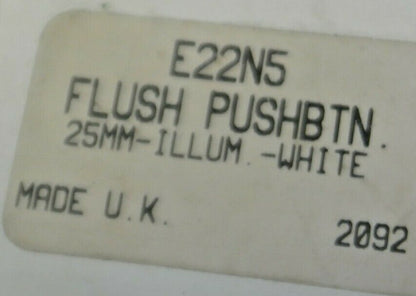 E22N5
FLUSH PUSHBTN.
25MM-ILLUM.-WHITE
MADE U.K.
2092